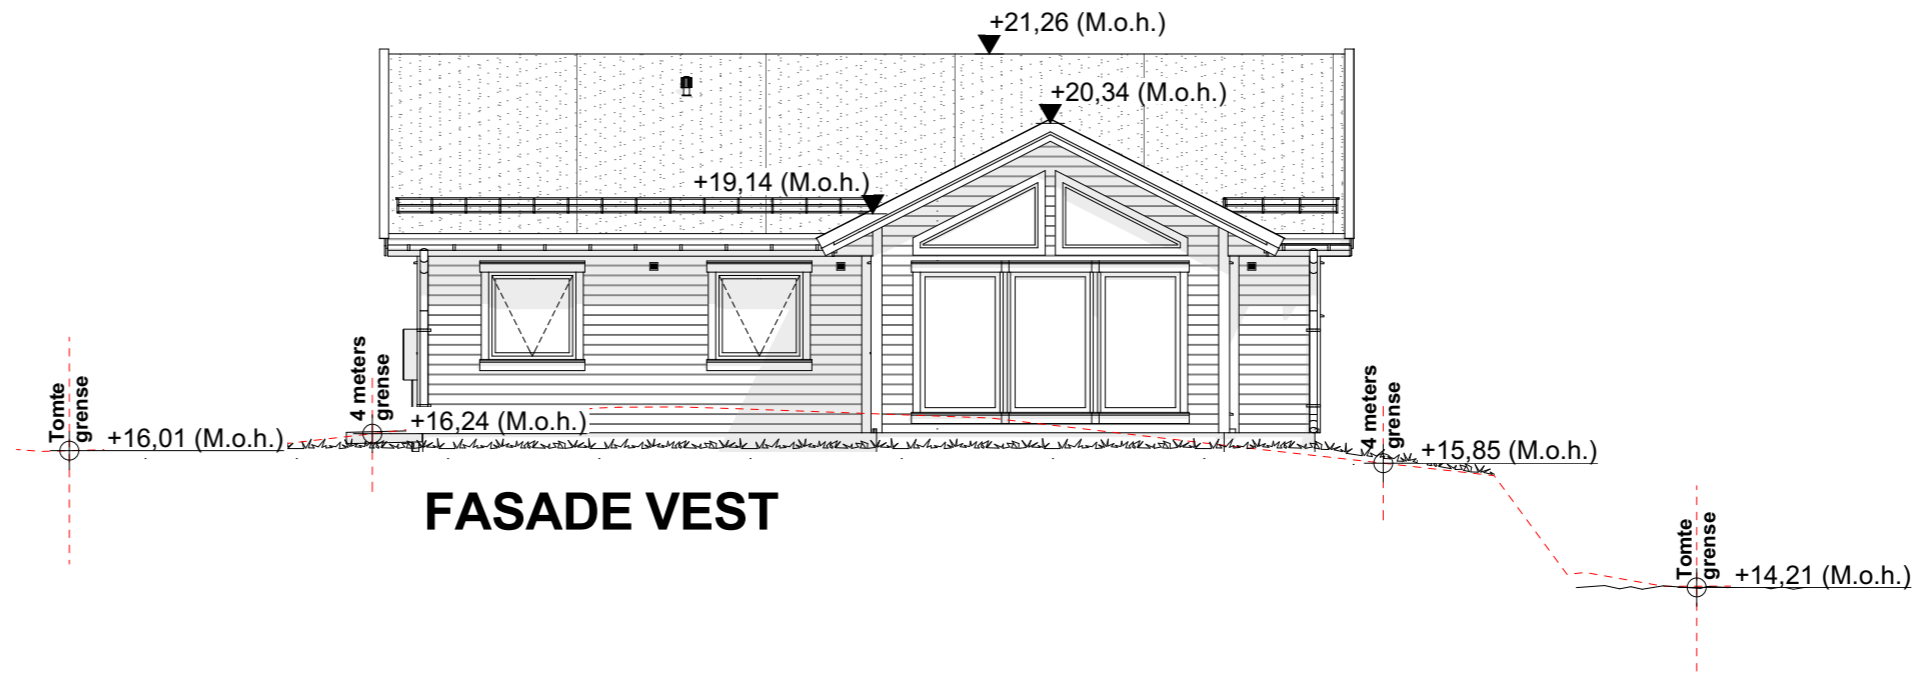 +21,26 (M.o.h.)
+20,34 (M.o.h.)
+19,14 (M.o.h.)
Tomte
grense
+16,01 (M.o.h.)
4 meters
grense
+16,24 (M.o.h.)
4 meters
grense
+15,85 (M.o.h.)
FASADE VEST
Tomte
grense
+14,21 (M.o.h.)